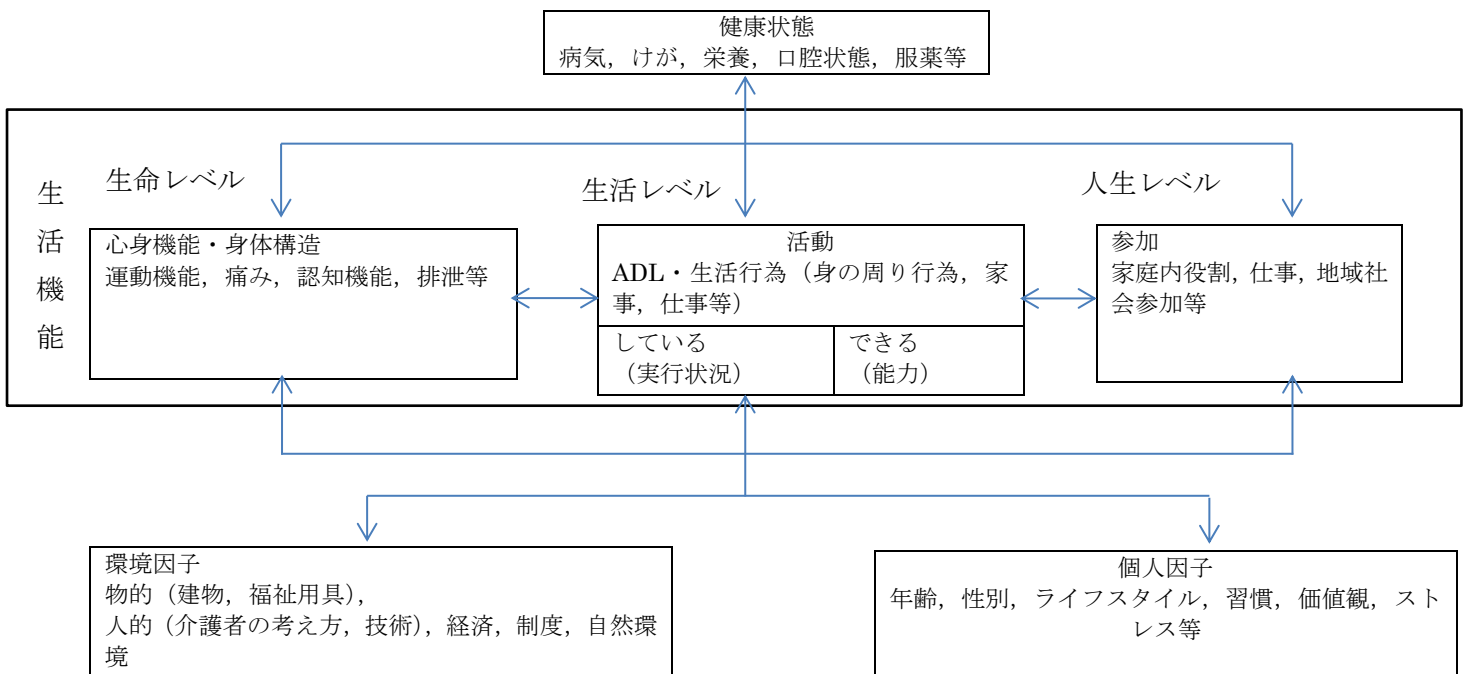 健康状態
病気，けが，栄養，口腔状態，服薬等
生活機能
生命レベル
生活レベル
人生レベル
心身機能・身体構造
運動機能，痛み，認知機能，排泄等
活動
ADL・生活行為（身の周り行為，家
事，仕事等）
している
（実行状況）
できる
（能力）
参加
家庭内役割，仕事，地域社
会参加等
環境因子
物的（建物，福祉用具），
人的（介護者の考え方，技術），経済，制度，自然環
境
個人因子
年齢，性別，ライフスタイル，習慣，価値観，スト
レス等